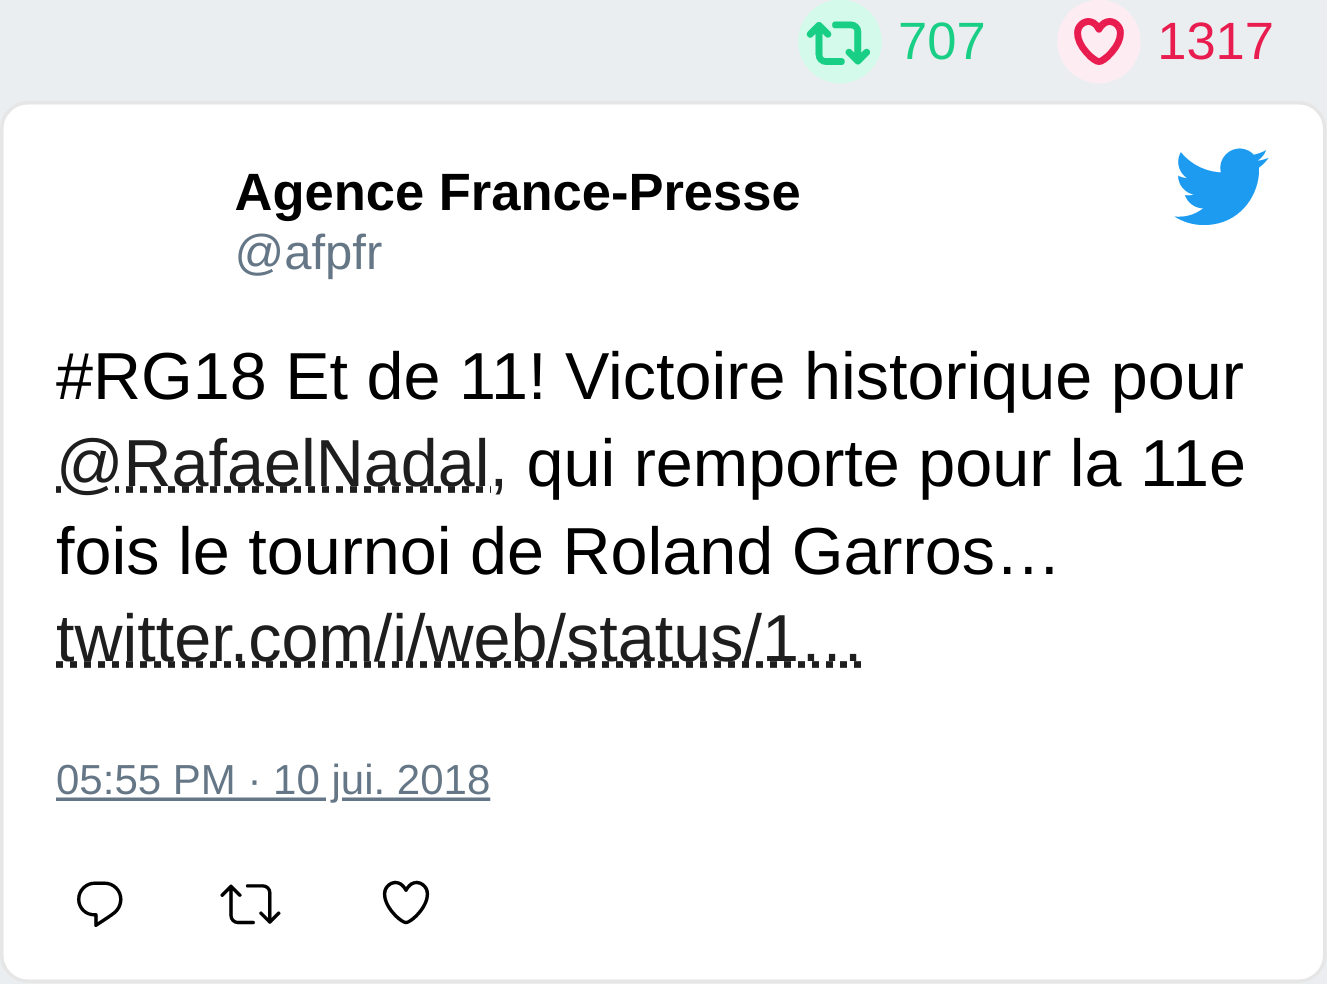 707 1317
Agence France-Presse
@afpfr
#RG18 Et de 11! Victoire historique pour
@RafaelNadal, qui remporte pour la 11e
fois le tournoi de Roland Garros…
twitter.com/i/web/status/1…
05:55 PM · 10 jui. 2018